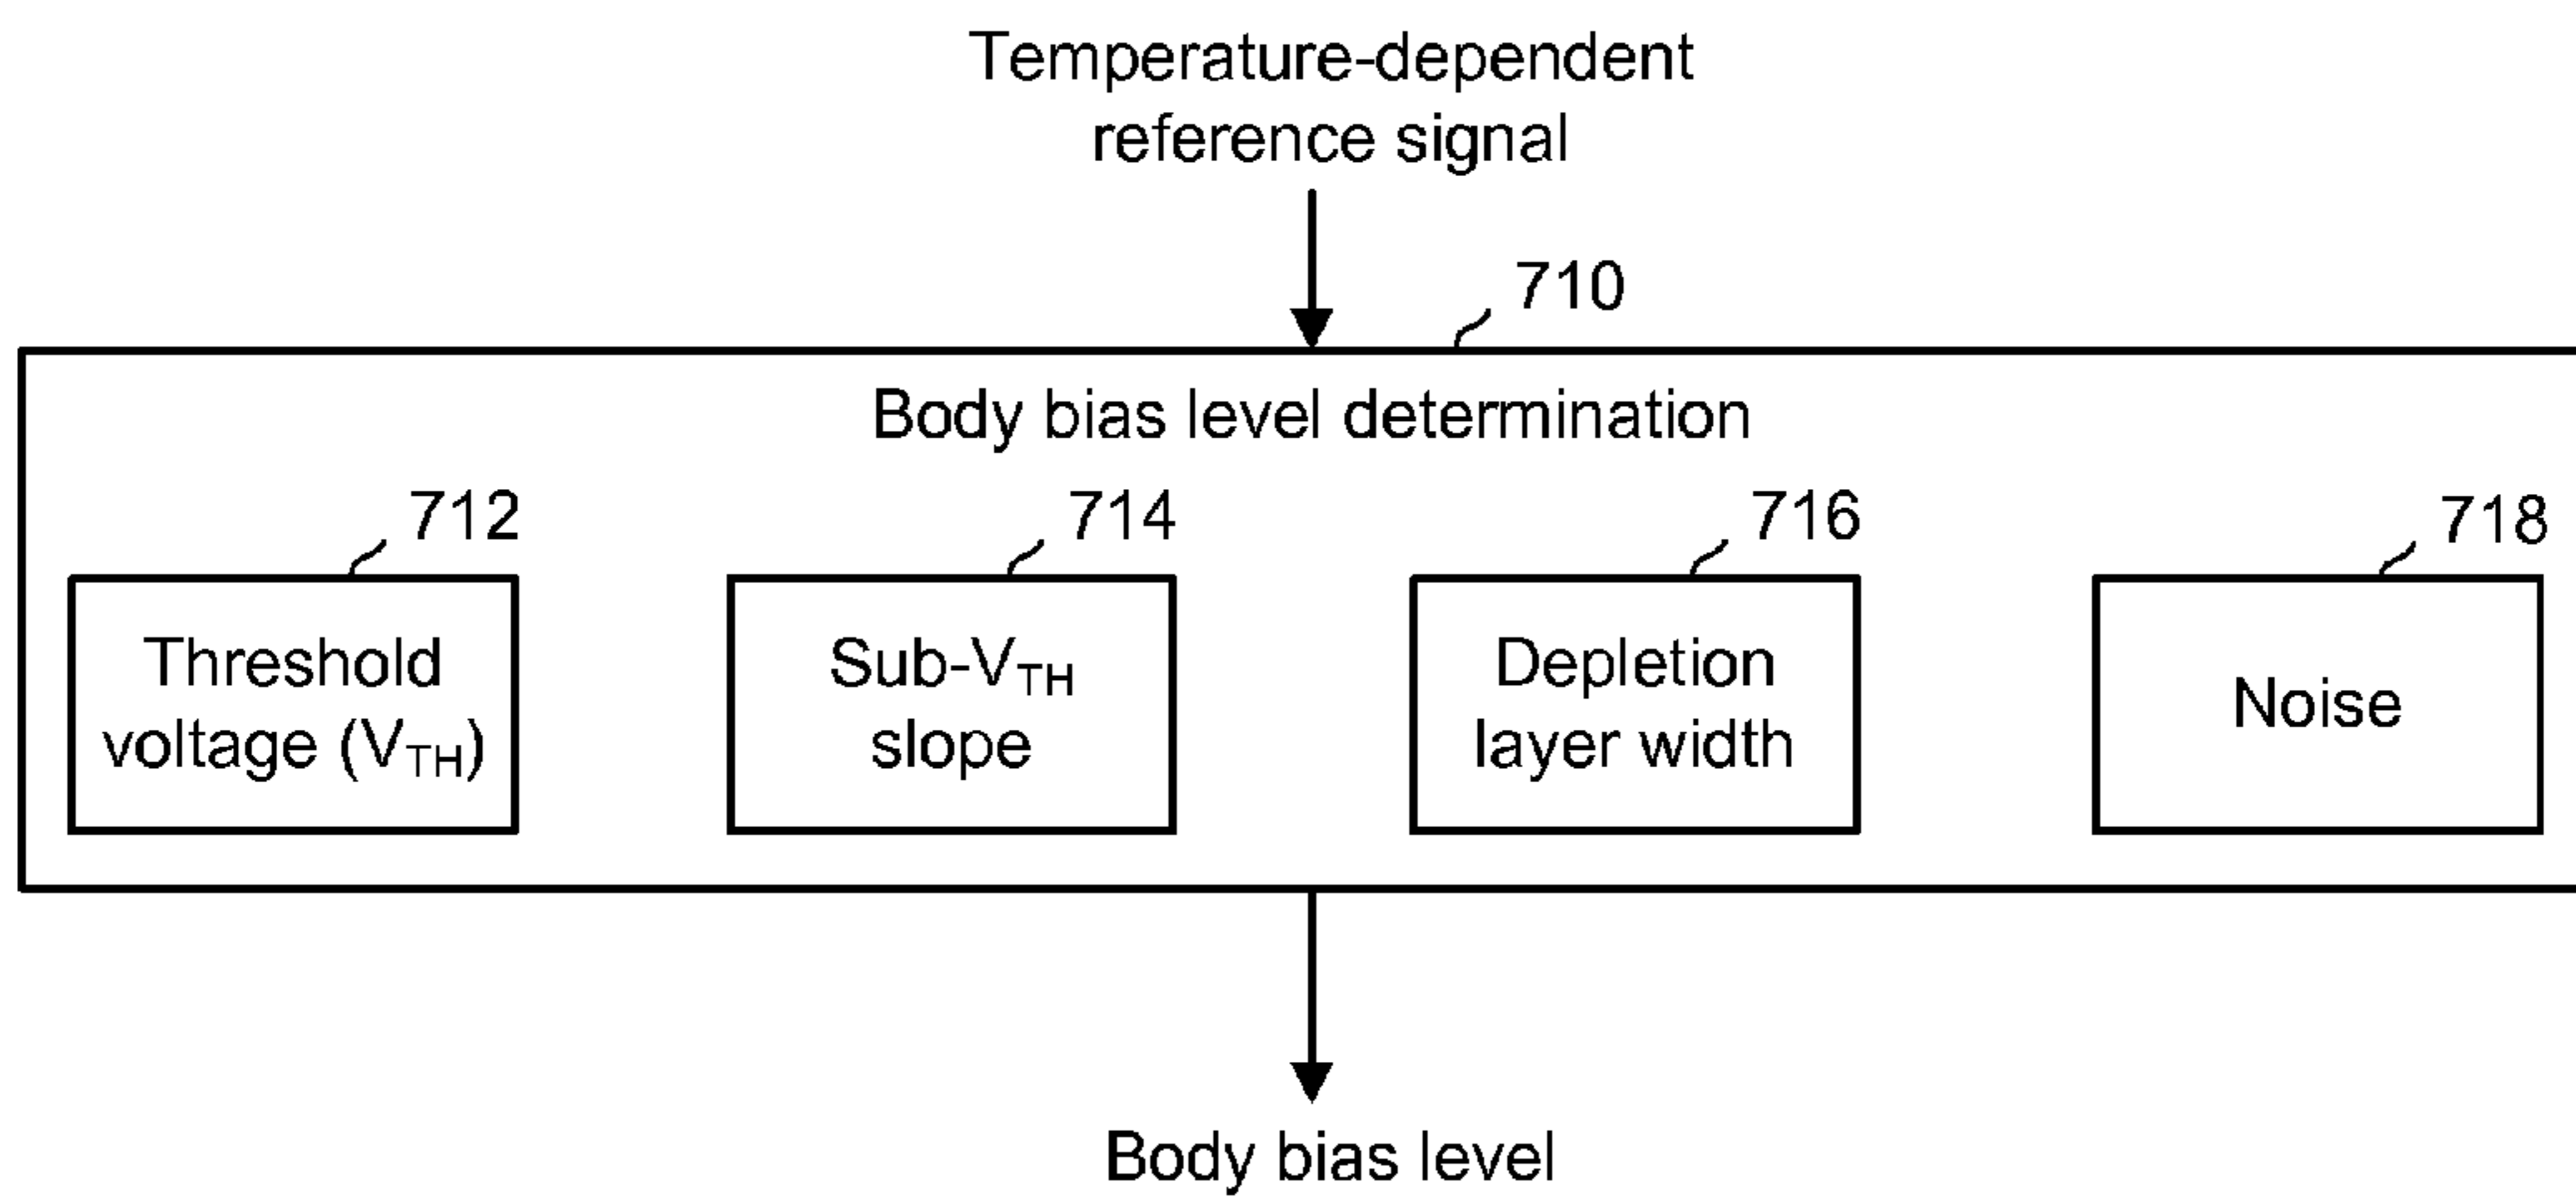 Temperature-dependent
reference signal
710
Body bias level determination
712
714
716
718
Threshold
voltage (VTH)
Sub-VTH
slope
Depletion
layer width
Noise
Body bias level